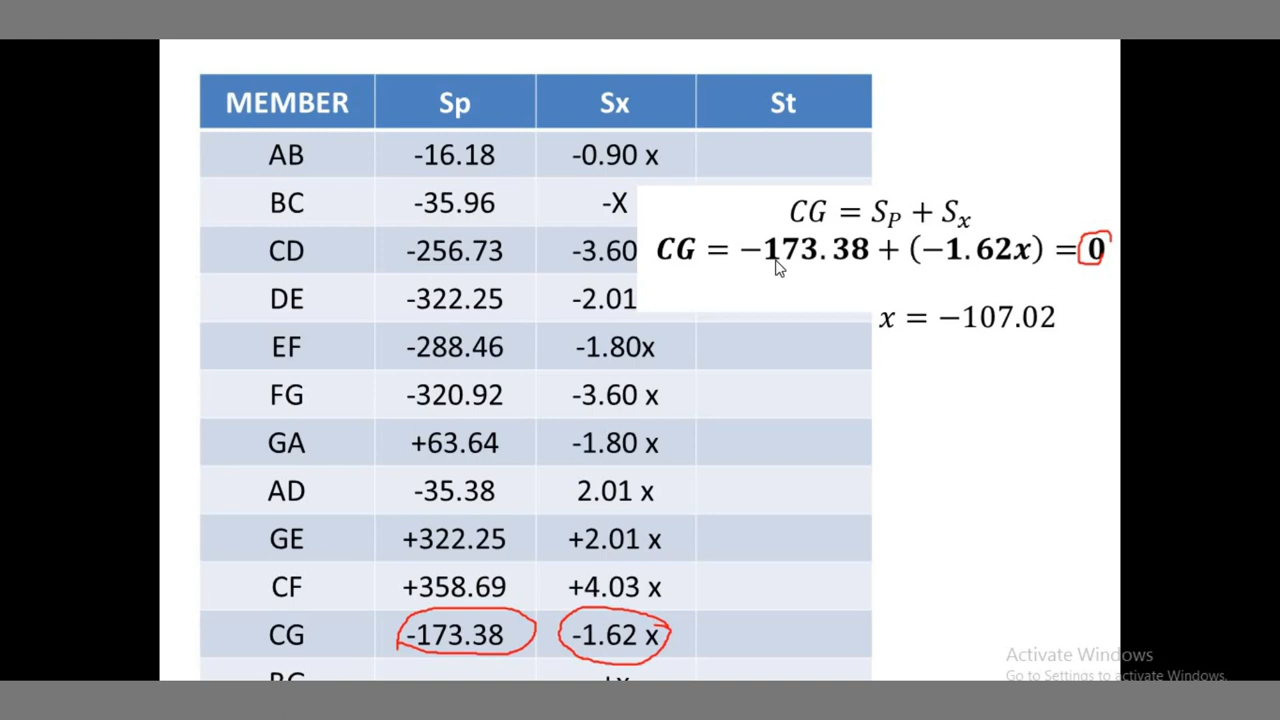 MEMBER Sp Sx St
AB -16.18 -0.90 x
BC -35.96 -X
CD -256.73 -3.60
DE -322.25 -2.01
EF -288.46 -1.80x
FG -320.92 -3.60 x
GA +63.64 -1.80 x
AD -35.38 2.01 x
GE +322.25 +2.01 x
CF +358.69 +4.03 x
CG -173.38 -1.62 x
CG = S_P + S_x
CG = −173.38 + (−1.62x) = 0
x = −107.02
Activate Windows
Go to Settings to activate Windows.